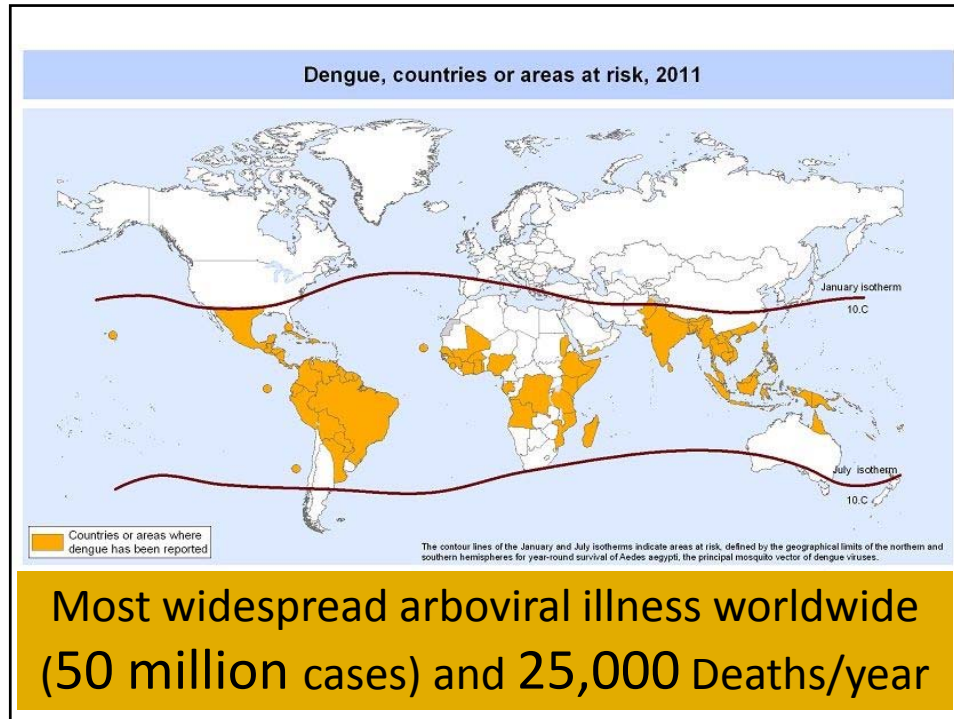 Dengue, countries or areas at risk, 2011
January isotherm
10.C
July isotherm
10.C
Countries or areas where
dengue has been reported
The contour lines of the January and July isotherms indicate areas at risk, defined by the geographical limits of the northern and
southern hemispheres for year-round survival of Aedes aegypti, the principal mosquito vector of dengue viruses.
Most widespread arboviral illness worldwide
(50 million cases) and 25,000 Deaths/year